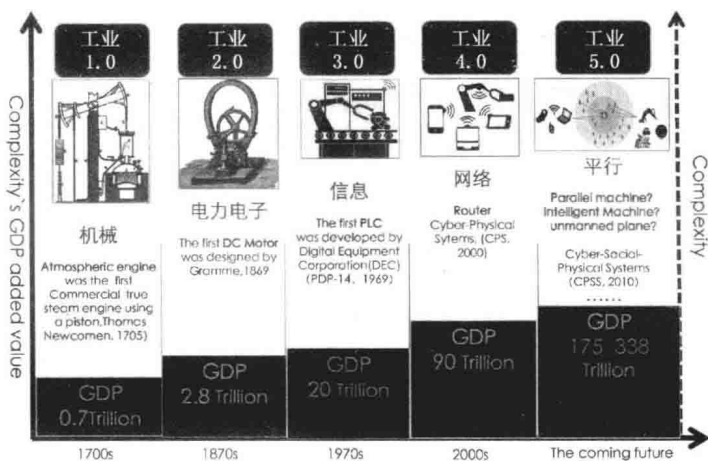 Complexity's GDP added value
工业
1.0
机械
Atmospheric engine
was the first
Commercial true
steam engine using
a piston,Thomas
Newcomen, 1705)
GDP
0.7Trillion
1700s
工业
2.0
电力电子
The first DC Motor
was designed by
Gramme,1869
GDP
2.8 Trillion
1870s
工业
3.0
信息
The first PLC
was developed by
Digital Equipment
Corporation(DEC)
(PDP-14, 1969)
GDP
20 Trillion
1970s
工业
4.0
网络
Router
Cyber-Physical
Sytems, (CPS,
2000)
GDP
90 Trillion
2000s
工业
5.0
平行
Parallel machine?
Intelligent Machine?
unmanned plane?
Cyber-Social-
Physical Systems
(CPSS, 2010)
......
GDP
175 338
Trillion
The coming future
Complexity